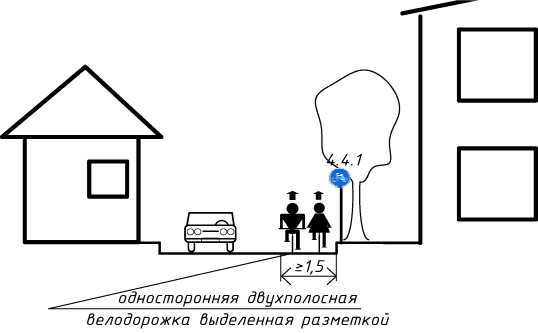 4.4.1
≥1,5
односторонняя двухполосная
велодорожка выделенная разметкой